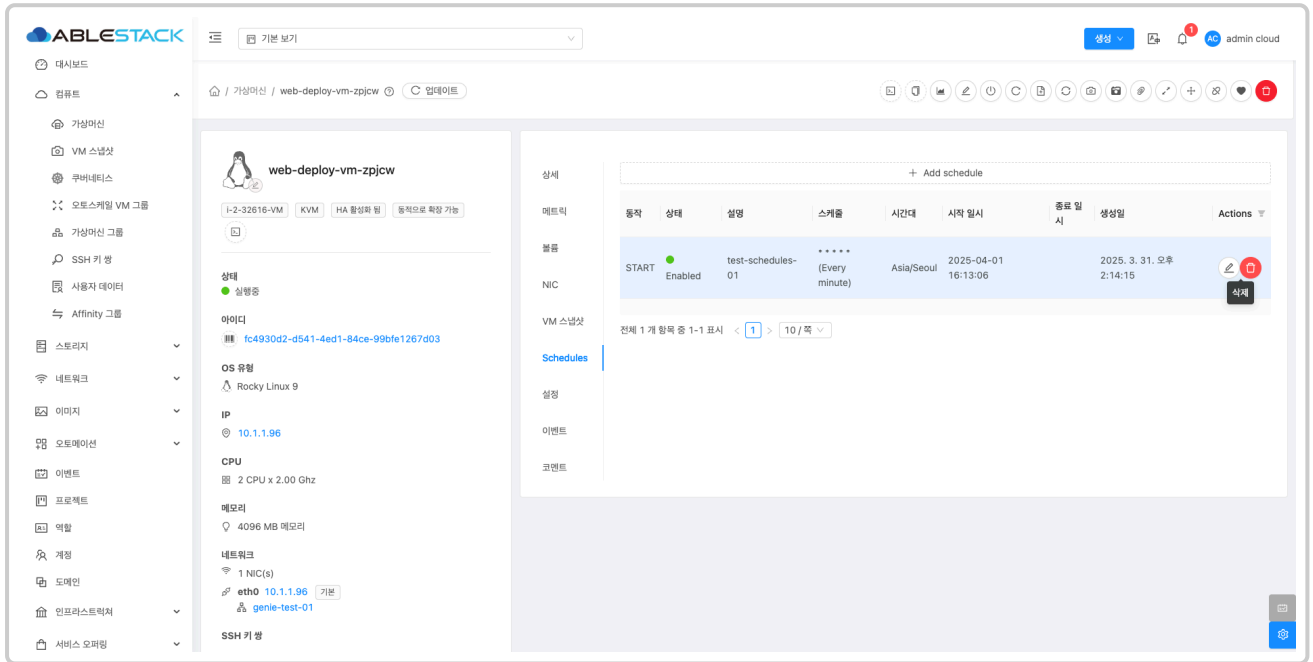 ABLESTACK
기본 보기
생성
1
AC
admin cloud
대시보드
컴퓨트
가상머신
VM 스냅샷
쿠버네티스
오토스케일 VM 그룹
가상머신 그룹
SSH 키 쌍
사용자 데이터
Affinity 그룹
스토리지
네트워크
이미지
오토메이션
이벤트
프로젝트
역할
계정
도메인
인프라스트럭쳐
서비스 오퍼링
/ 가상머신 / web-deploy-vm-zpjcw
업데이트
web-deploy-vm-zpjcw
i-2-32616-VM
KVM
HA 활성화 됨
동적으로 확장 가능
상태
실행중
아이디
fc4930d2-d541-4ed1-84ce-99bfe1267d03
OS 유형
Rocky Linux 9
IP
10.1.1.96
CPU
2 CPU x 2.00 Ghz
메모리
4096 MB 메모리
네트워크
1 NIC(s)
eth0 10.1.1.96 기본
genie-test-01
SSH 키 쌍
상세
메트릭
볼륨
NIC
VM 스냅샷
Schedules
설정
이벤트
코멘트
+ Add schedule
동작 상태 설명 스케줄 시간대 시작 일시 종료 일시 생성일 Actions
START
Enabled
test-schedules-01
* * * * *
(Every minute)
Asia/Seoul
2025-04-01 16:13:06
2025. 3. 31. 오후 2:14:15
삭제
전체 1 개 항목 중 1-1 표시 < 1 > 10 / 쪽